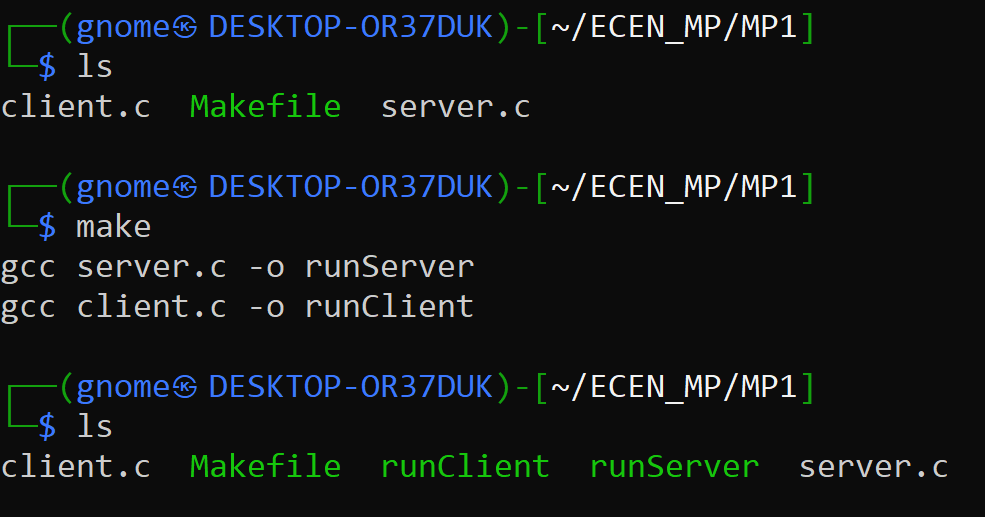 ┌──(gnome㉿DESKTOP-OR37DUK)-[~/ECEN_MP/MP1]
└─$ ls
client.c  Makefile  server.c
┌──(gnome㉿DESKTOP-OR37DUK)-[~/ECEN_MP/MP1]
└─$ make
gcc server.c -o runServer
gcc client.c -o runClient
┌──(gnome㉿DESKTOP-OR37DUK)-[~/ECEN_MP/MP1]
└─$ ls
client.c  Makefile  runClient  runServer  server.c